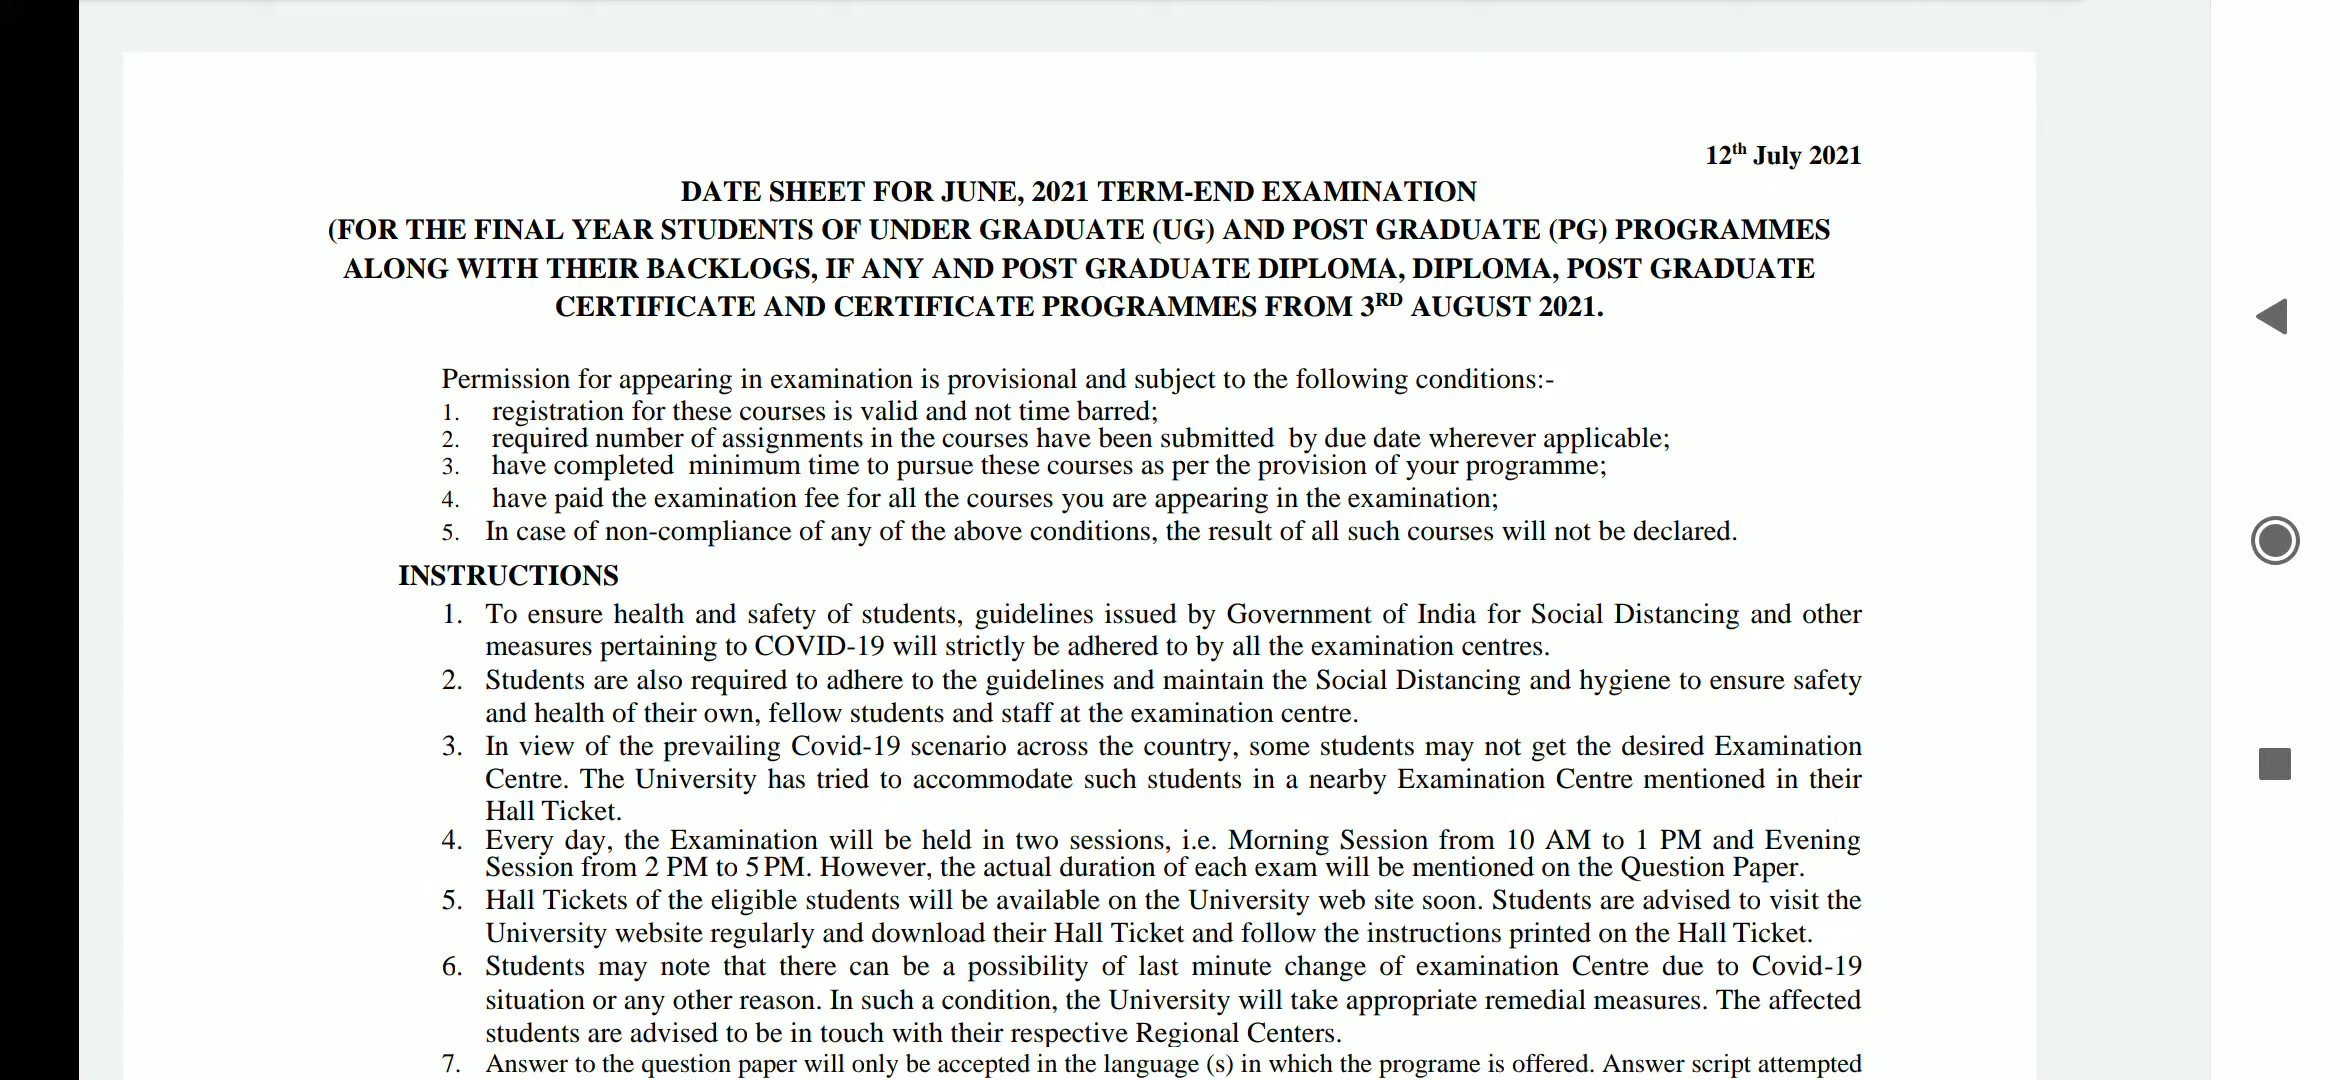 12th July 2021
DATE SHEET FOR JUNE, 2021 TERM-END EXAMINATION
(FOR THE FINAL YEAR STUDENTS OF UNDER GRADUATE (UG) AND POST GRADUATE (PG) PROGRAMMES
ALONG WITH THEIR BACKLOGS, IF ANY AND POST GRADUATE DIPLOMA, DIPLOMA, POST GRADUATE
CERTIFICATE AND CERTIFICATE PROGRAMMES FROM 3RD AUGUST 2021.
Permission for appearing in examination is provisional and subject to the following conditions:-
1. registration for these courses is valid and not time barred;
2. required number of assignments in the courses have been submitted by due date wherever applicable;
3. have completed minimum time to pursue these courses as per the provision of your programme;
4. have paid the examination fee for all the courses you are appearing in the examination;
5. In case of non-compliance of any of the above conditions, the result of all such courses will not be declared.
INSTRUCTIONS
1. To ensure health and safety of students, guidelines issued by Government of India for Social Distancing and other
measures pertaining to COVID-19 will strictly be adhered to by all the examination centres.
2. Students are also required to adhere to the guidelines and maintain the Social Distancing and hygiene to ensure safety
and health of their own, fellow students and staff at the examination centre.
3. In view of the prevailing Covid-19 scenario across the country, some students may not get the desired Examination
Centre. The University has tried to accommodate such students in a nearby Examination Centre mentioned in their
Hall Ticket.
4. Every day, the Examination will be held in two sessions, i.e. Morning Session from 10 AM to 1 PM and Evening
Session from 2 PM to 5 PM. However, the actual duration of each exam will be mentioned on the Question Paper.
5. Hall Tickets of the eligible students will be available on the University web site soon. Students are advised to visit the
University website regularly and download their Hall Ticket and follow the instructions printed on the Hall Ticket.
6. Students may note that there can be a possibility of last minute change of examination Centre due to Covid-19
situation or any other reason. In such a condition, the University will take appropriate remedial measures. The affected
students are advised to be in touch with their respective Regional Centers.
7. Answer to the question paper will only be accepted in the language (s) in which the programe is offered. Answer script attempted